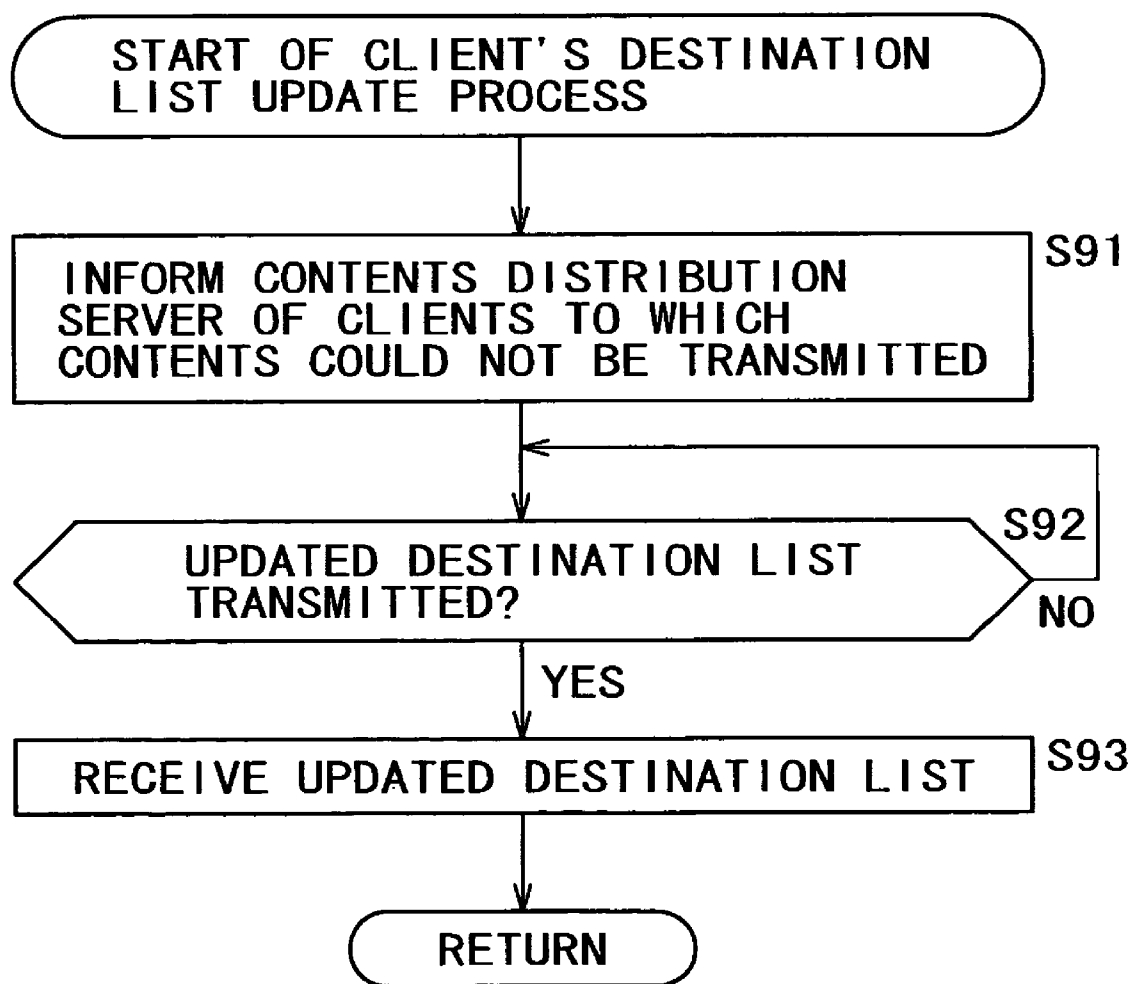 START OF CLIENT'S DESTINATION
LIST UPDATE PROCESS
S91
INFORM CONTENTS DISTRIBUTION
SERVER OF CLIENTS TO WHICH
CONTENTS COULD NOT BE TRANSMITTED
S92
UPDATED DESTINATION LIST
TRANSMITTED?
NO
YES
S93
RECEIVE UPDATED DESTINATION LIST
RETURN